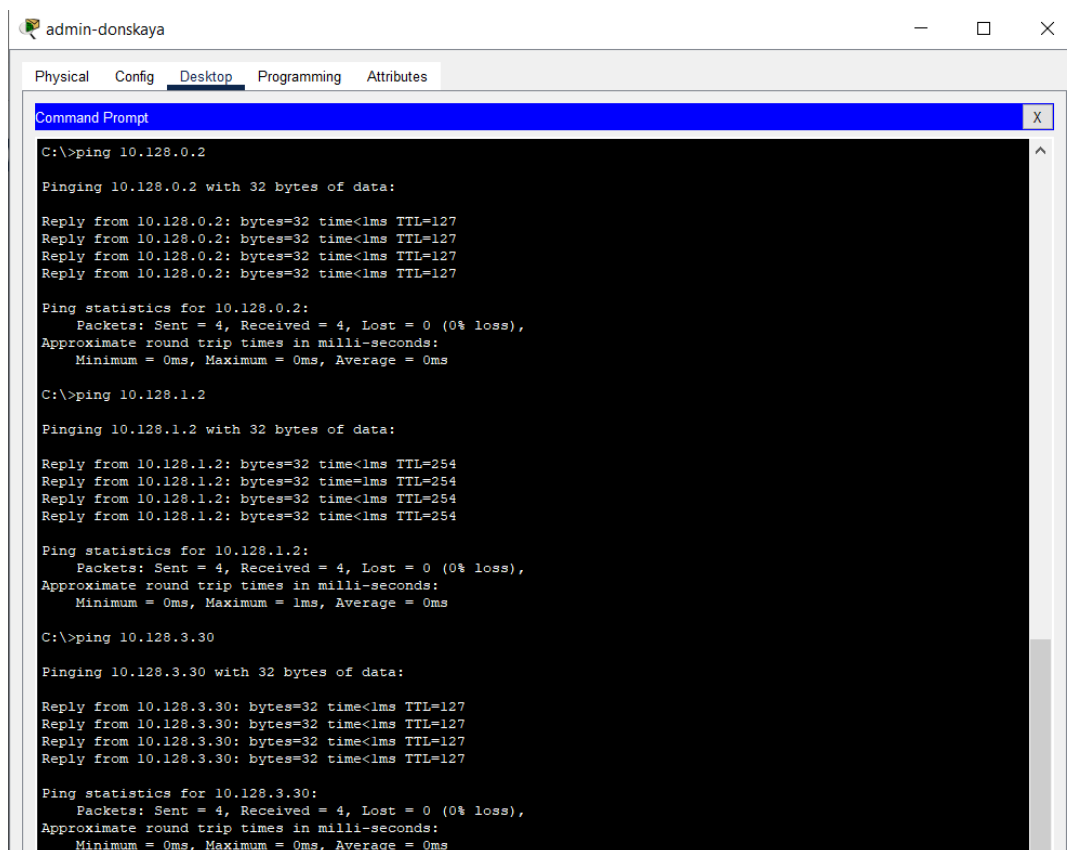 admin-donskaya
Physical Config Desktop Programming Attributes
Command Prompt X
C:\>ping 10.128.0.2
Pinging 10.128.0.2 with 32 bytes of data:
Reply from 10.128.0.2: bytes=32 time<1ms TTL=127
Reply from 10.128.0.2: bytes=32 time<1ms TTL=127
Reply from 10.128.0.2: bytes=32 time<1ms TTL=127
Reply from 10.128.0.2: bytes=32 time<1ms TTL=127
Ping statistics for 10.128.0.2:
Packets: Sent = 4, Received = 4, Lost = 0 (0% loss),
Approximate round trip times in milli-seconds:
Minimum = 0ms, Maximum = 0ms, Average = 0ms
C:\>ping 10.128.1.2
Pinging 10.128.1.2 with 32 bytes of data:
Reply from 10.128.1.2: bytes=32 time<1ms TTL=254
Reply from 10.128.1.2: bytes=32 time=1ms TTL=254
Reply from 10.128.1.2: bytes=32 time<1ms TTL=254
Reply from 10.128.1.2: bytes=32 time<1ms TTL=254
Ping statistics for 10.128.1.2:
Packets: Sent = 4, Received = 4, Lost = 0 (0% loss),
Approximate round trip times in milli-seconds:
Minimum = 0ms, Maximum = 1ms, Average = 0ms
C:\>ping 10.128.3.30
Pinging 10.128.3.30 with 32 bytes of data:
Reply from 10.128.3.30: bytes=32 time<1ms TTL=127
Reply from 10.128.3.30: bytes=32 time<1ms TTL=127
Reply from 10.128.3.30: bytes=32 time<1ms TTL=127
Reply from 10.128.3.30: bytes=32 time<1ms TTL=127
Ping statistics for 10.128.3.30:
Packets: Sent = 4, Received = 4, Lost = 0 (0% loss),
Approximate round trip times in milli-seconds:
Minimum = 0ms, Maximum = 0ms, Average = 0ms